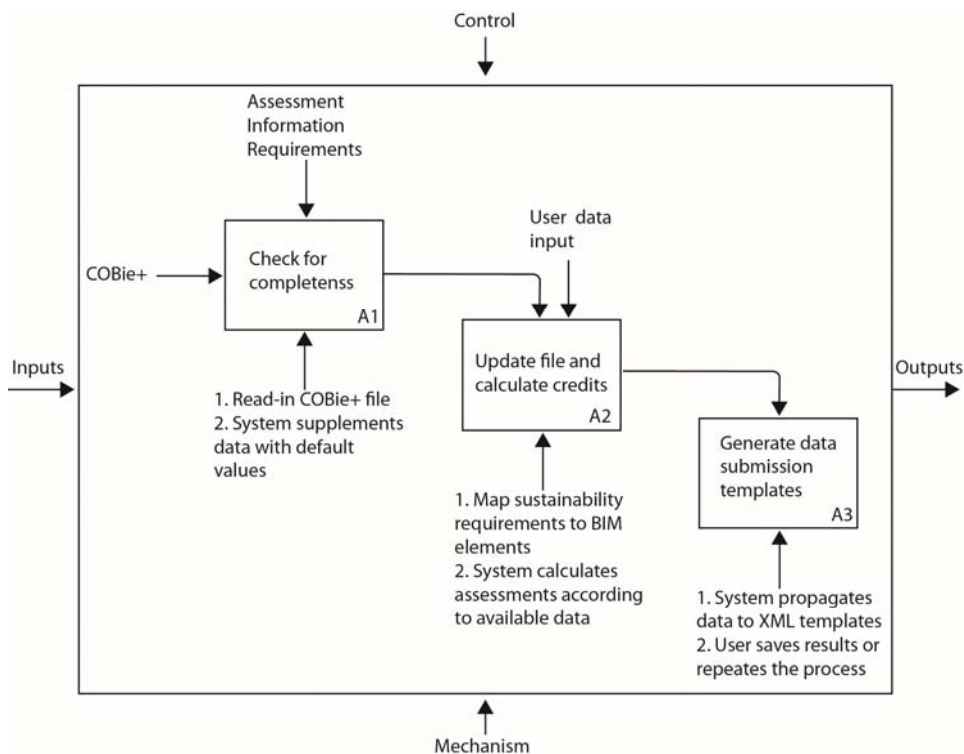 Control
Assessment
Information
Requirements
User data
input
COBie+
Check for
completenss
A1
Inputs
Update file and
calculate credits
A2
Outputs
1. Read-in COBie+ file
2. System supplements
data with default
values
Generate data
submission
templates
A3
1. Map sustainability
requirements to BIM
elements
2. System calculates
assessments according
to available data
1. System propagates
data to XML templates
2. User saves results or
repeates the process
Mechanism